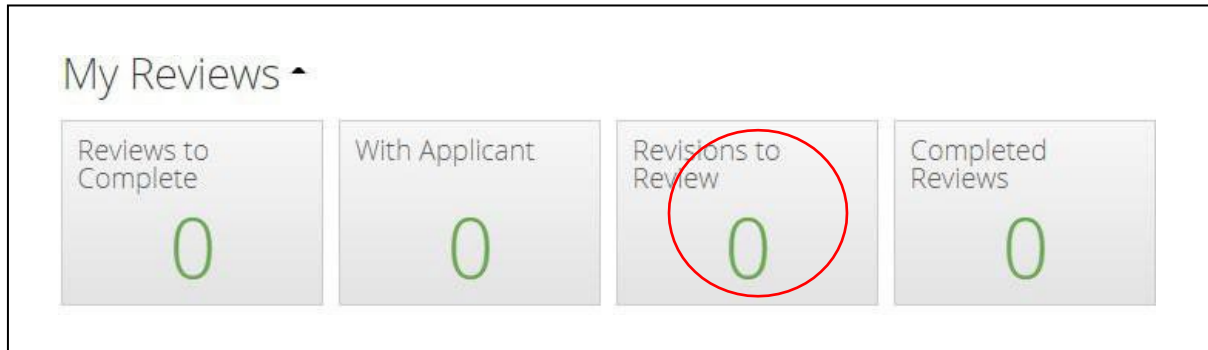 My Reviews
Reviews to
Complete
0
With Applicant
0
Revisions to
Review
0
Completed
Reviews
0